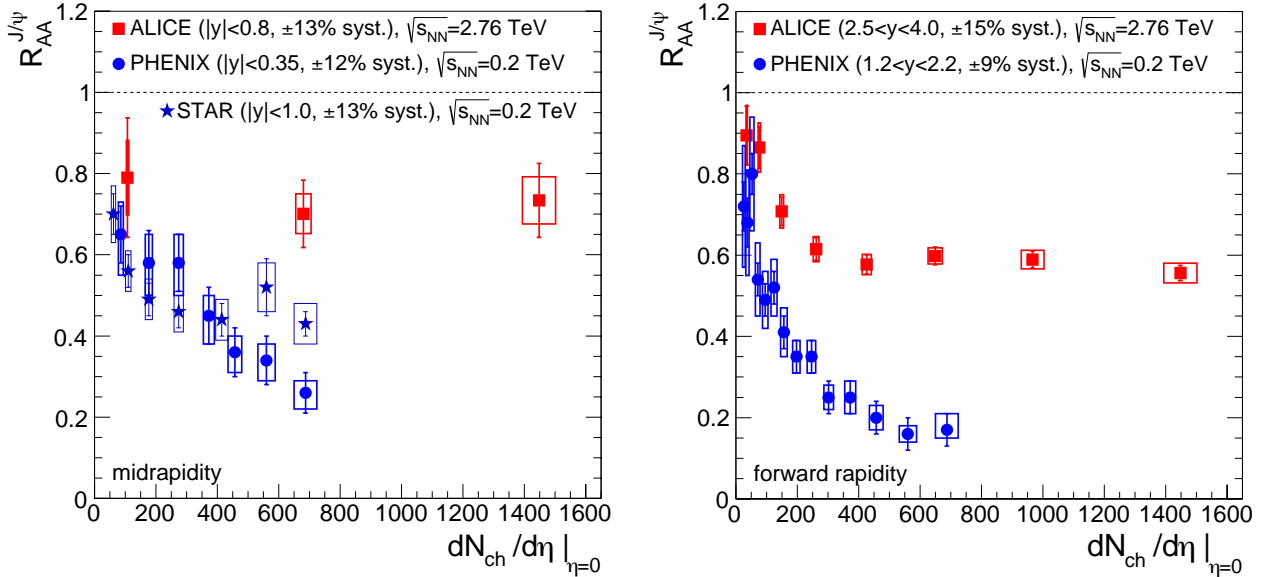 R_AA^J/ψ
ALICE (|y|<0.8, ±13% syst.), √s_NN=2.76 TeV
PHENIX (|y|<0.35, ±12% syst.), √s_NN=0.2 TeV
STAR (|y|<1.0, ±13% syst.), √s_NN=0.2 TeV
1.2
1
0.8
0.6
0.4
0.2
0
midrapidity
0 200 400 600 800 1000 1200 1400 1600
dN_ch/dη|_η=0
R_AA^J/ψ
ALICE (2.5<y<4.0, ±15% syst.), √s_NN=2.76 TeV
PHENIX (1.2<y<2.2, ±9% syst.), √s_NN=0.2 TeV
1.2
1
0.8
0.6
0.4
0.2
0
forward rapidity
0 200 400 600 800 1000 1200 1400 1600
dN_ch/dη|_η=0